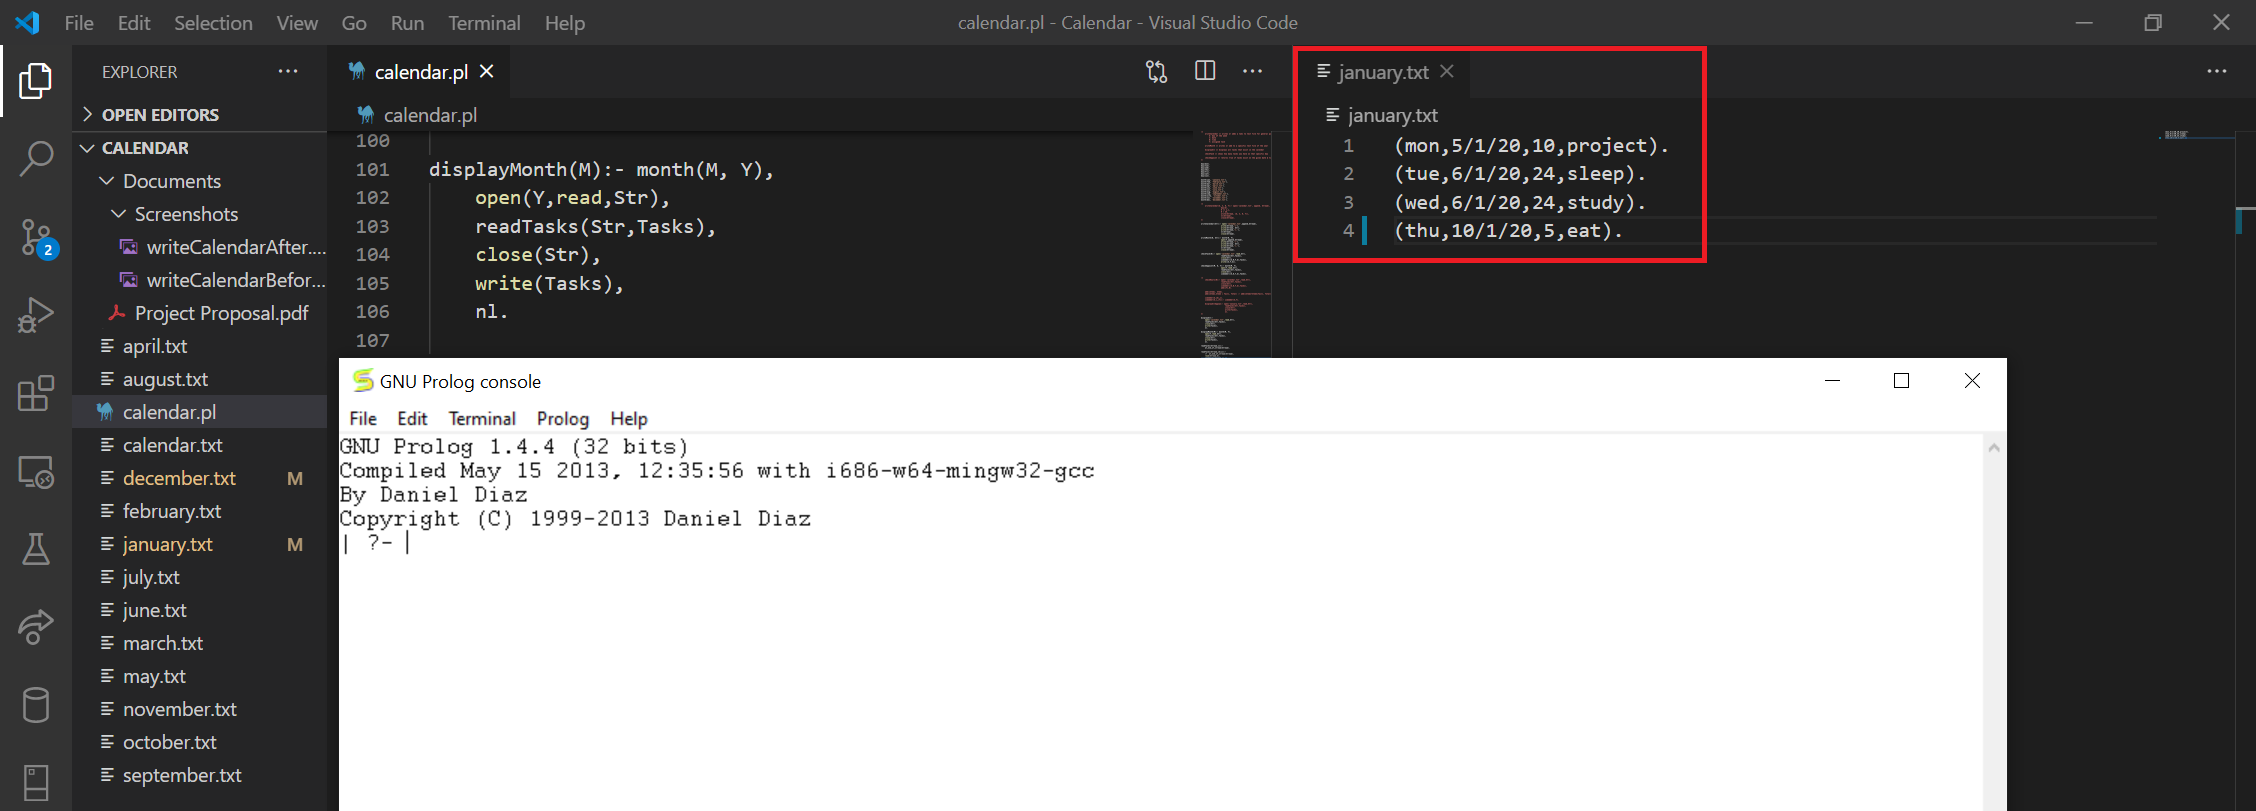 File Edit Selection View Go Run Terminal Help
calendar.pl - Calendar - Visual Studio Code
EXPLORER
OPEN EDITORS
CALENDAR
Documents
Screenshots
writeCalendarAfter....
writeCalendarBefor...
Project Proposal.pdf
april.txt
august.txt
calendar.pl
calendar.txt
december.txt M
february.txt
january.txt M
july.txt
june.txt
march.txt
may.txt
november.txt
october.txt
september.txt
2
calendar.pl
calendar.pl
100
101 displayMonth(M):- month(M, Y),
102 open(Y,read,Str),
103 readTasks(Str,Tasks),
104 close(Str),
105 write(Tasks),
106 nl.
107
january.txt
january.txt
1 (mon,5/1/20,10,project).
2 (tue,6/1/20,24,sleep).
3 (wed,6/1/20,24,study).
4 (thu,10/1/20,5,eat).
GNU Prolog console
File Edit Terminal Prolog Help
GNU Prolog 1.4.4 (32 bits)
Compiled May 15 2013, 12:35:56 with i686-w64-mingw32-gcc
By Daniel Diaz
Copyright (C) 1999-2013 Daniel Diaz
| ?-